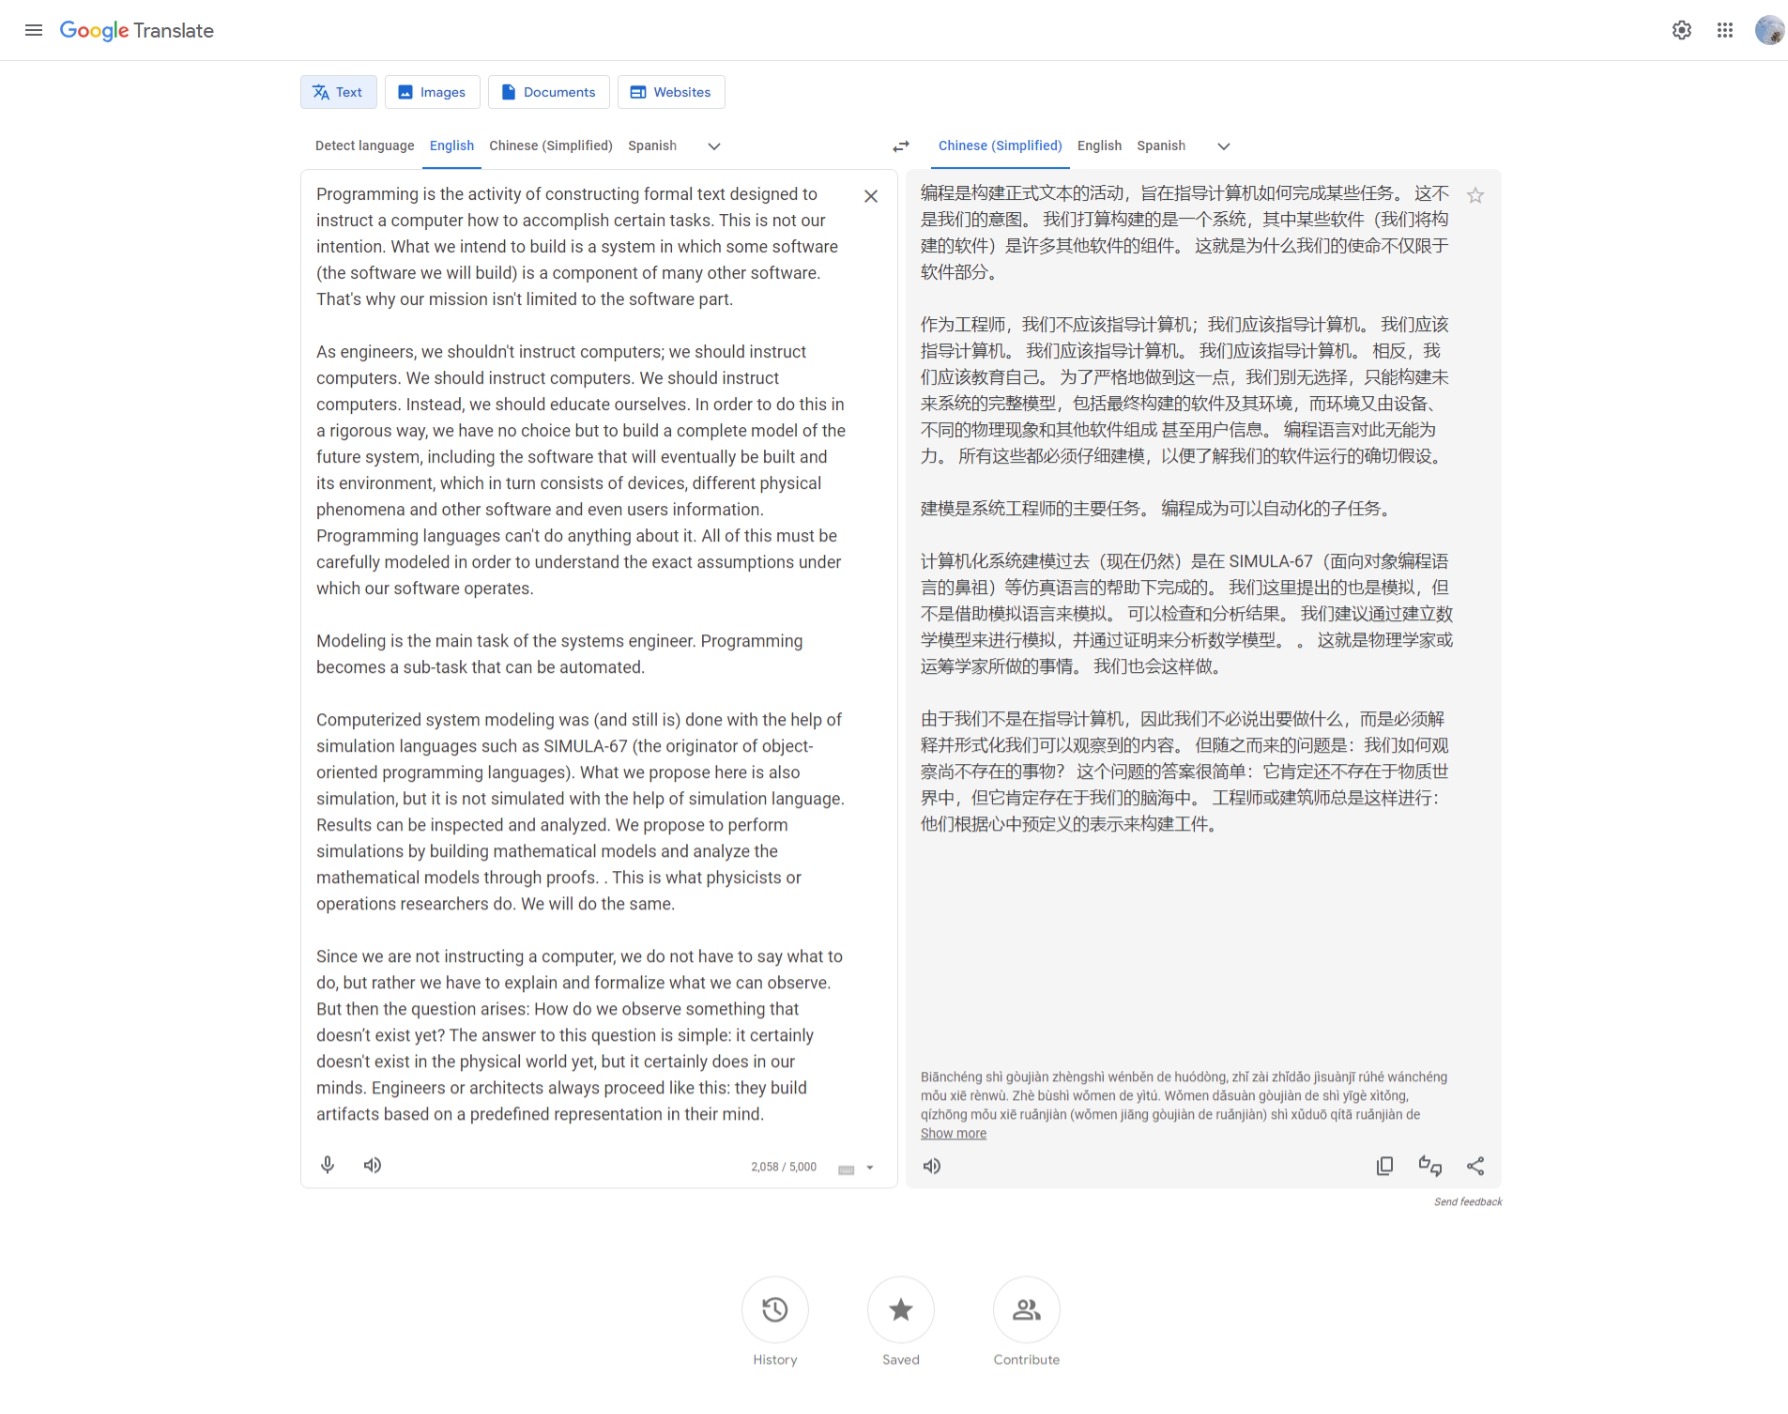 Google Translate
Text
Images
Documents
Websites
Detect language
English
Chinese (Simplified)
Spanish
Chinese (Simplified)
English
Spanish
Programming is the activity of constructing formal text designed to
instruct a computer how to accomplish certain tasks. This is not our
intention. What we intend to build is a system in which some software
(the software we will build) is a component of many other software.
That's why our mission isn't limited to the software part.
As engineers, we shouldn't instruct computers; we should instruct
computers. We should instruct computers. We should instruct
computers. Instead, we should educate ourselves. In order to do this in
a rigorous way, we have no choice but to build a complete model of the
future system, including the software that will eventually be built and
its environment, which in turn consists of devices, different physical
phenomena and other software and even users information.
Programming languages can't do anything about it. All of this must be
carefully modeled in order to understand the exact assumptions under
which our software operates.
Modeling is the main task of the systems engineer. Programming
becomes a sub-task that can be automated.
Computerized system modeling was (and still is) done with the help of
simulation languages such as SIMULA-67 (the originator of object-
oriented programming languages). What we propose here is also
simulation, but it is not simulated with the help of simulation language.
Results can be inspected and analyzed. We propose to perform
simulations by building mathematical models and analyze the
mathematical models through proofs. . This is what physicists or
operations researchers do. We will do the same.
Since we are not instructing a computer, we do not have to say what to
do, but rather we have to explain and formalize what we can observe.
But then the question arises: How do we observe something that
doesn’t exist yet? The answer to this question is simple: it certainly
doesn't exist in the physical world yet, but it certainly does in our
minds. Engineers or architects always proceed like this: they build
artifacts based on a predefined representation in their mind.
2,058 / 5,000
编程是构建正式文本的活动，旨在指导计算机如何完成某些任务。 这不
是我们的意图。 我们打算构建的是一个系统，其中某些软件（我们将构
建的软件）是许多其他软件的组件。 这就是为什么我们的使命不仅限于
软件部分。
作为工程师，我们不应该指导计算机；我们应该指导计算机。 我们应该
指导计算机。 我们应该指导计算机。 我们应该指导计算机。 相反，我
们应该教育自己。 为了严格地做到这一点，我们别无选择，只能构建未
来系统的完整模型，包括最终构建的软件及其环境，而环境又由设备、
不同的物理现象和其他软件组成 甚至用户信息。 编程语言对此无能为
力。 所有这些都必须仔细建模，以便了解我们的软件运行的确切假设。
建模是系统工程师的主要任务。 编程成为可以自动化的子任务。
计算机化系统建模过去（现在仍然）是在 SIMULA-67（面向对象编程语
言的鼻祖）等仿真语言的帮助下完成的。 我们这里提出的也是模拟，但
不是借助模拟语言来模拟。 可以检查和分析结果。 我们建议通过建立数
学模型来进行模拟，并通过证明来分析数学模型。 。 这就是物理学家或
运筹学家所做的事情。 我们也会这样做。
由于我们不是在指导计算机，因此我们不必说出要做什么，而是必须解
释并形式化我们可以观察到的内容。 但随之而来的问题是：我们如何观
察尚不存在的事物？ 这个问题的答案很简单：它肯定还不存在于物质世
界中，但它肯定存在于我们的脑海中。 工程师或建筑师总是这样进行：
他们根据心中预定义的表示来构建工件。
Biānchéng shì gòujiàn zhèngshì wénběn de huódòng, zhǐ zài zhǐdǎo jìsuànjī rúhé wánchéng
mǒu xiē rènwù. Zhè bùshì wǒmen de yìtú. Wǒmen dǎsuàn gòujiàn de shì yīgè xìtǒng,
qízhōng mǒu xiē ruǎnjiàn (wǒmen jiāng gòujiàn de ruǎnjiàn) shì xǔduō qítā ruǎnjiàn de
Show more
Send feedback
History
Saved
Contribute